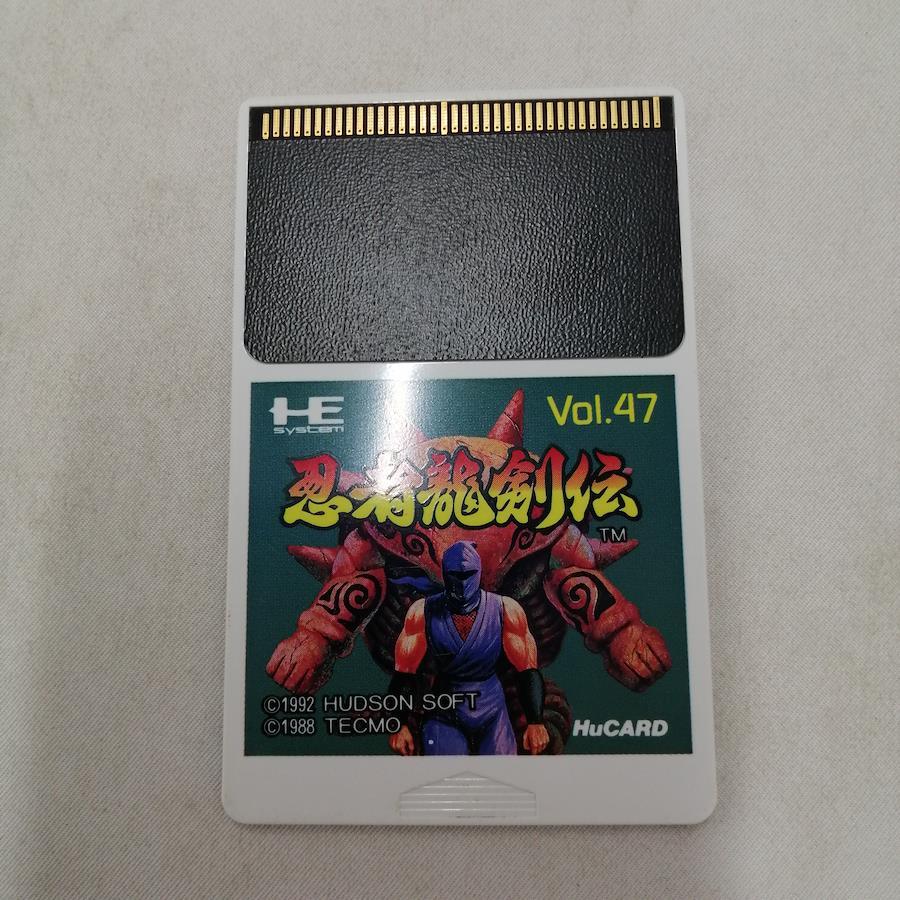 HE
system
Vol.47
忍者龍剣伝
TM
©1992 HUDSON SOFT
©1988 TECMO
HuCARD